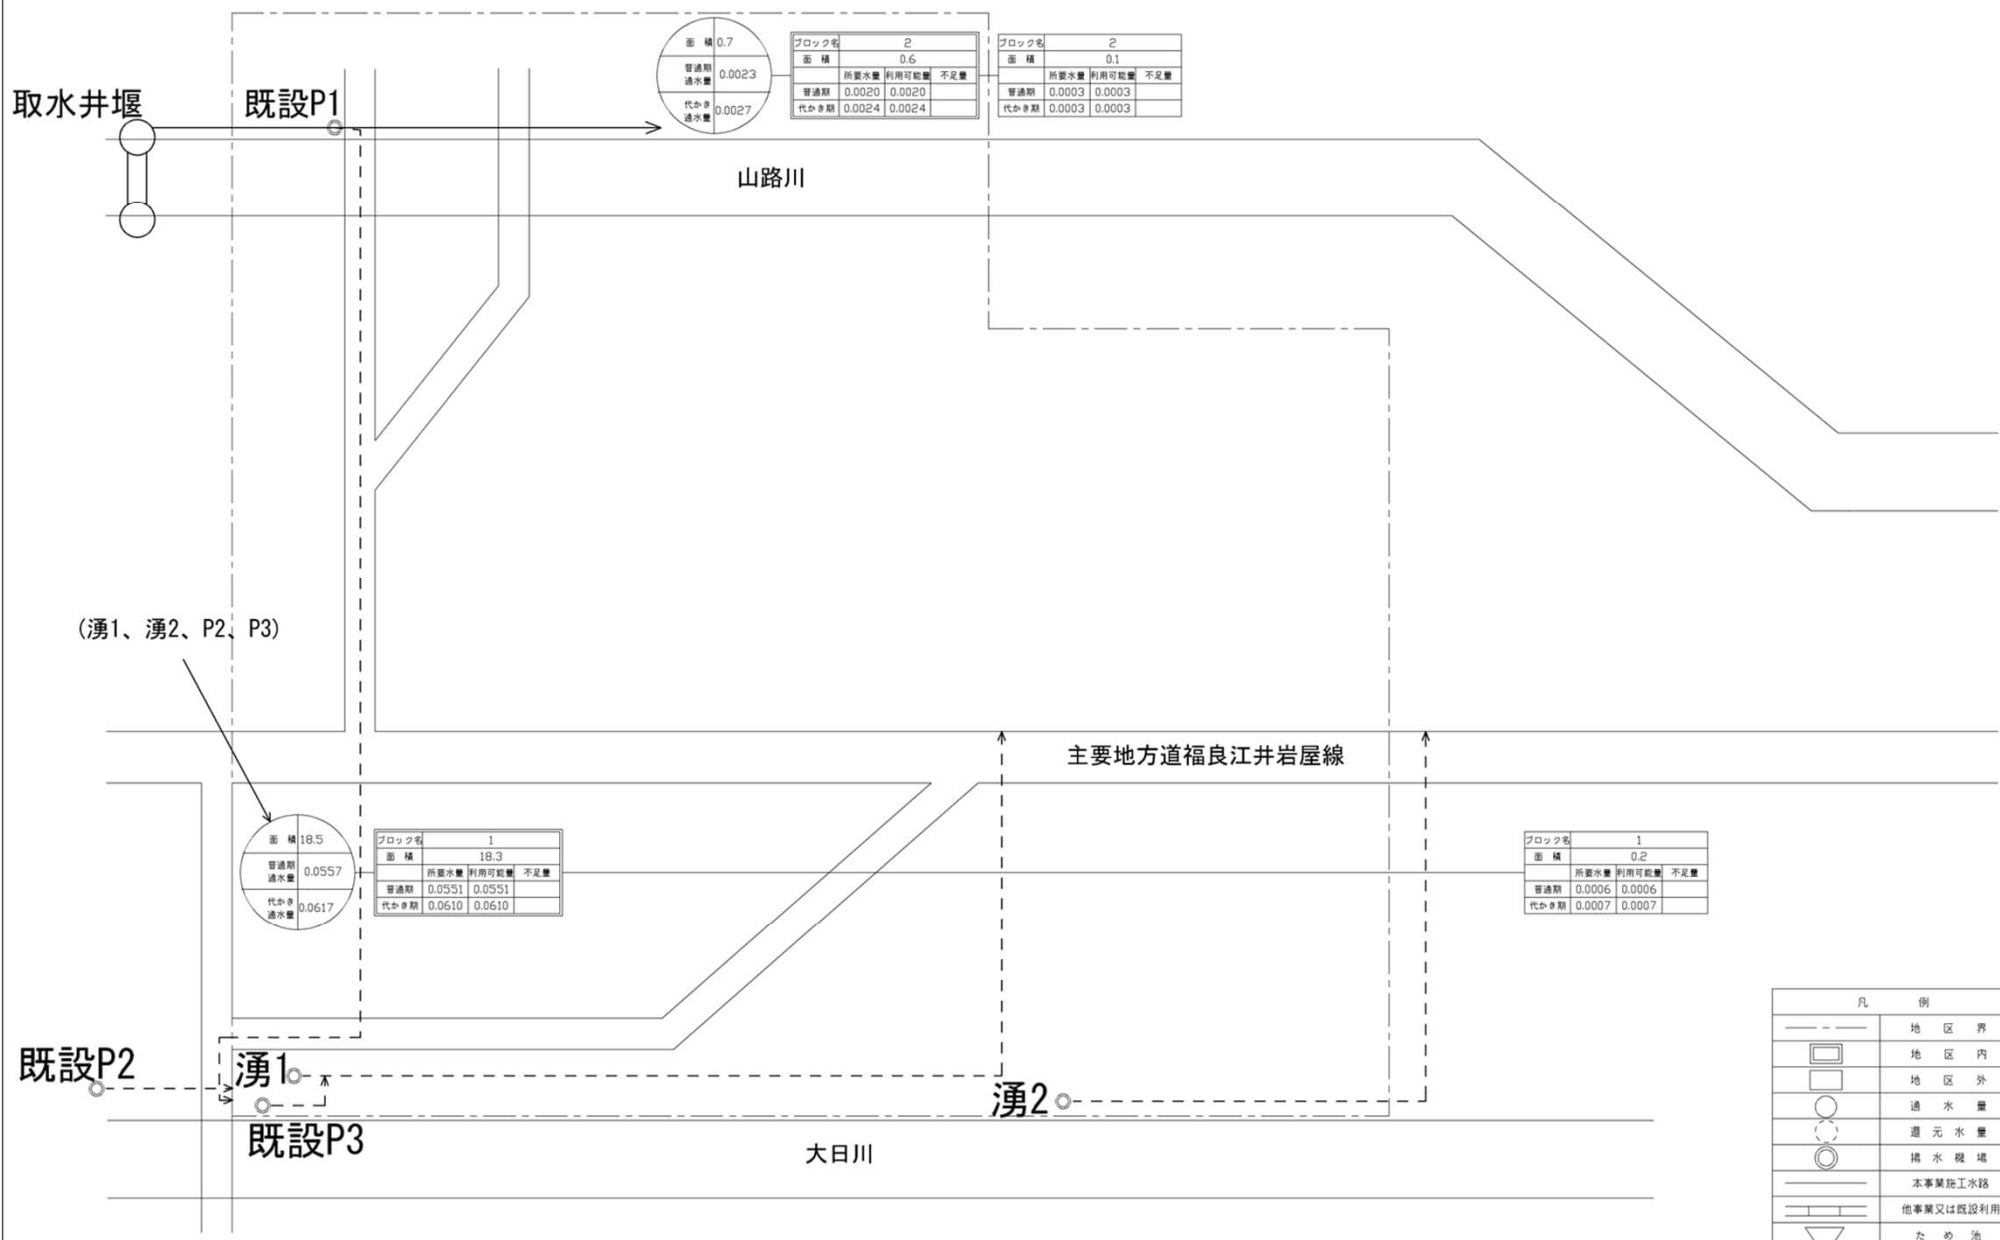 取水井堰
既設P1
面 積 0.7
普通期
通水量 0.0023
代かき
通水量 0.0027
ブロック名 2
面 積 0.6
所要水量 利用可能量 不足量
普通期 0.0020 0.0020
代かき期 0.0024 0.0024
ブロック名 2
面 積 0.1
所要水量 利用可能量 不足量
普通期 0.0003 0.0003
代かき期 0.0003 0.0003
山路川
(湧1、湧2、P2、P3)
主要地方道福良江井岩屋線
面 積 18.5
普通期
通水量 0.0557
代かき
通水量 0.0617
ブロック名 1
面 積 18.3
所要水量 利用可能量 不足量
普通期 0.0551 0.0551
代かき期 0.0610 0.0610
ブロック名 1
面 積 0.2
所要水量 利用可能量 不足量
普通期 0.0006 0.0006
代かき期 0.0007 0.0007
既設P2
湧1
湧2
既設P3
大日川
凡 例
地 区 界
地 区 内
地 区 外
通 水 量
還 元 水 量
揚 水 機 場
本事業施工水路
他事業又は既設利用
た め 池